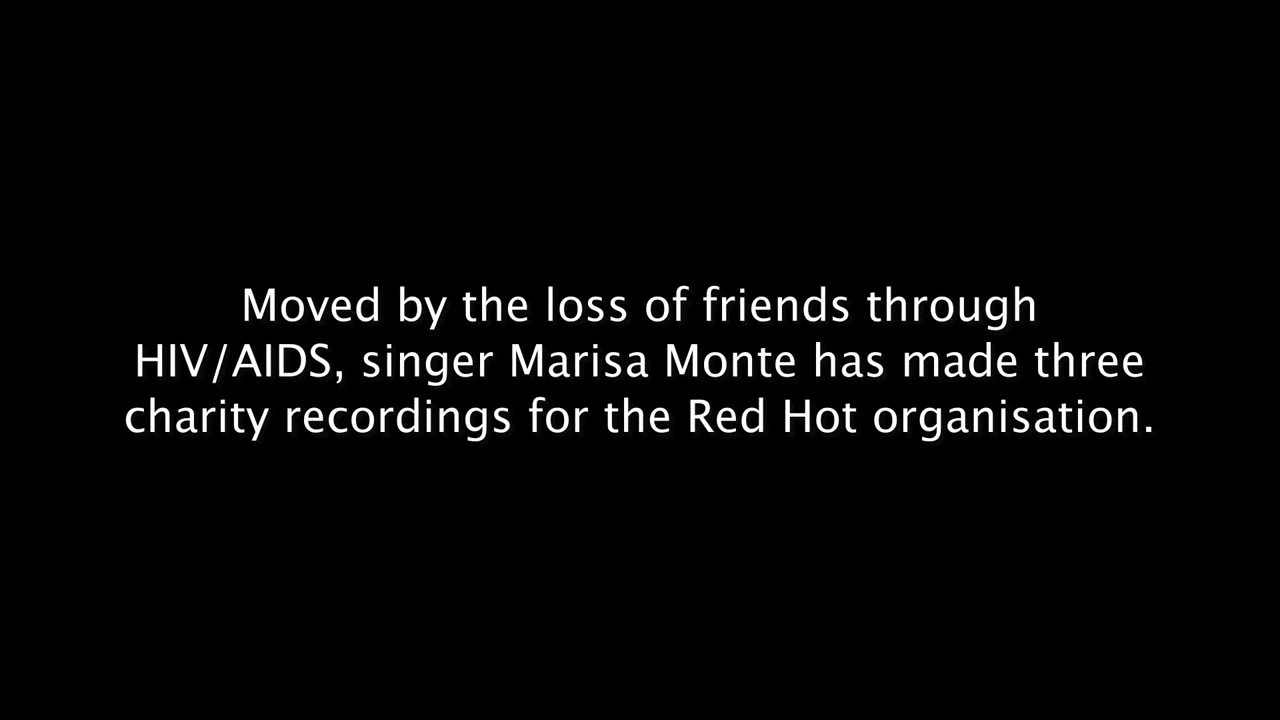 Moved by the loss of friends through
HIV/AIDS, singer Marisa Monte has made three
charity recordings for the Red Hot organisation.